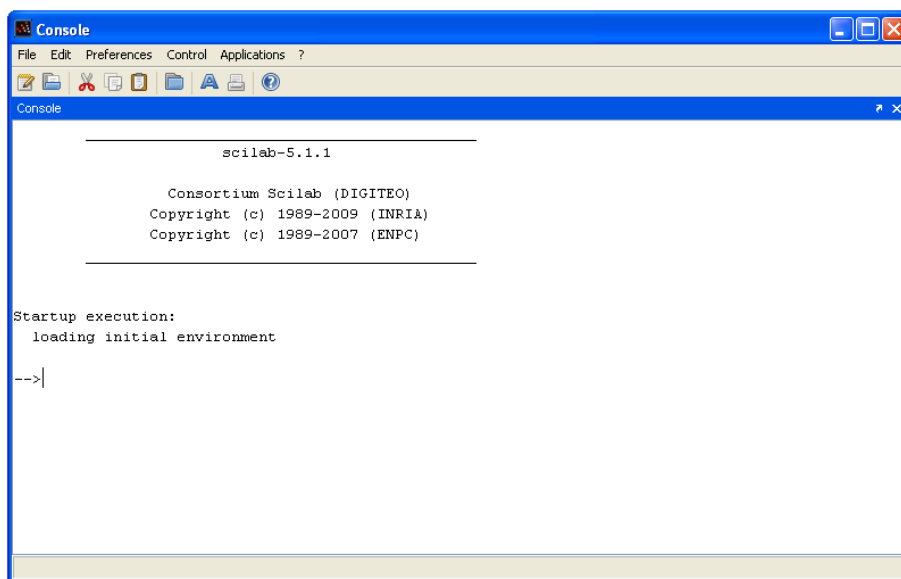 Console
File Edit Preferences Control Applications ?
Console
scilab-5.1.1
Consortium Scilab (DIGITEO)
Copyright (c) 1989-2009 (INRIA)
Copyright (c) 1989-2007 (ENPC)
Startup execution:
loading initial environment
-->